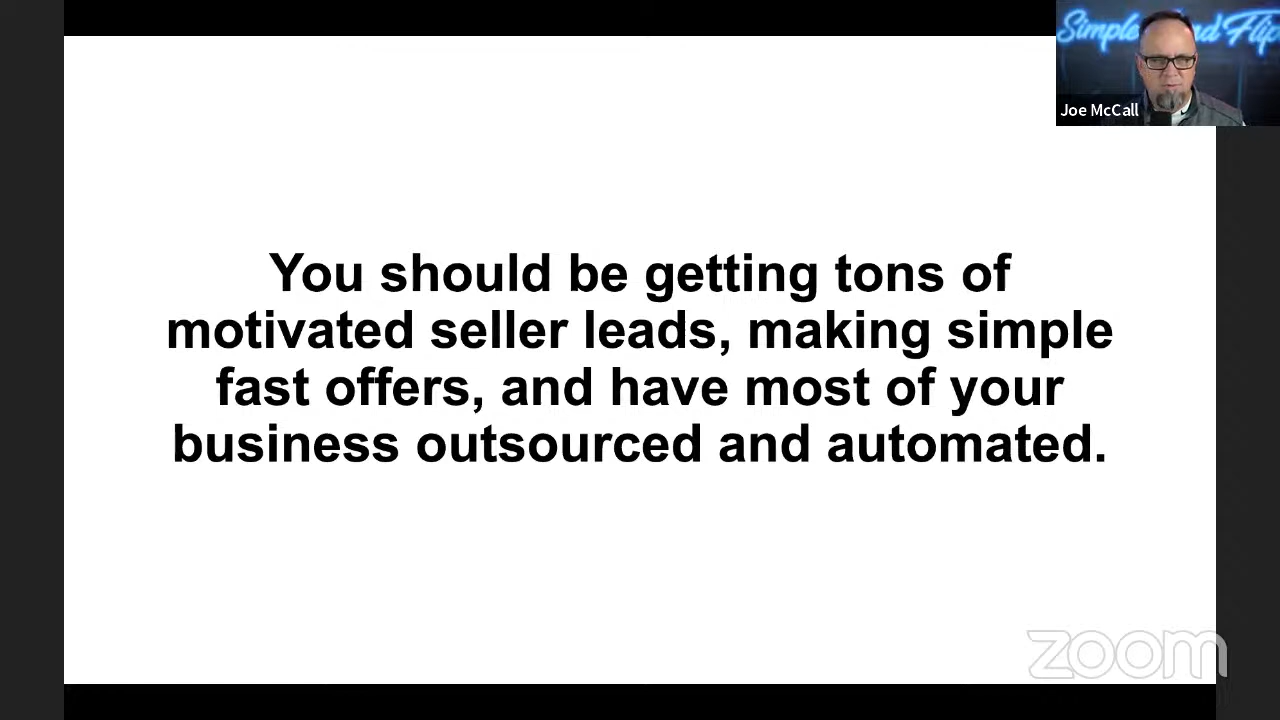 Simple
nd Flip
Joe McCall
You should be getting tons of
motivated seller leads, making simple
fast offers, and have most of your
business outsourced and automated.
zoom